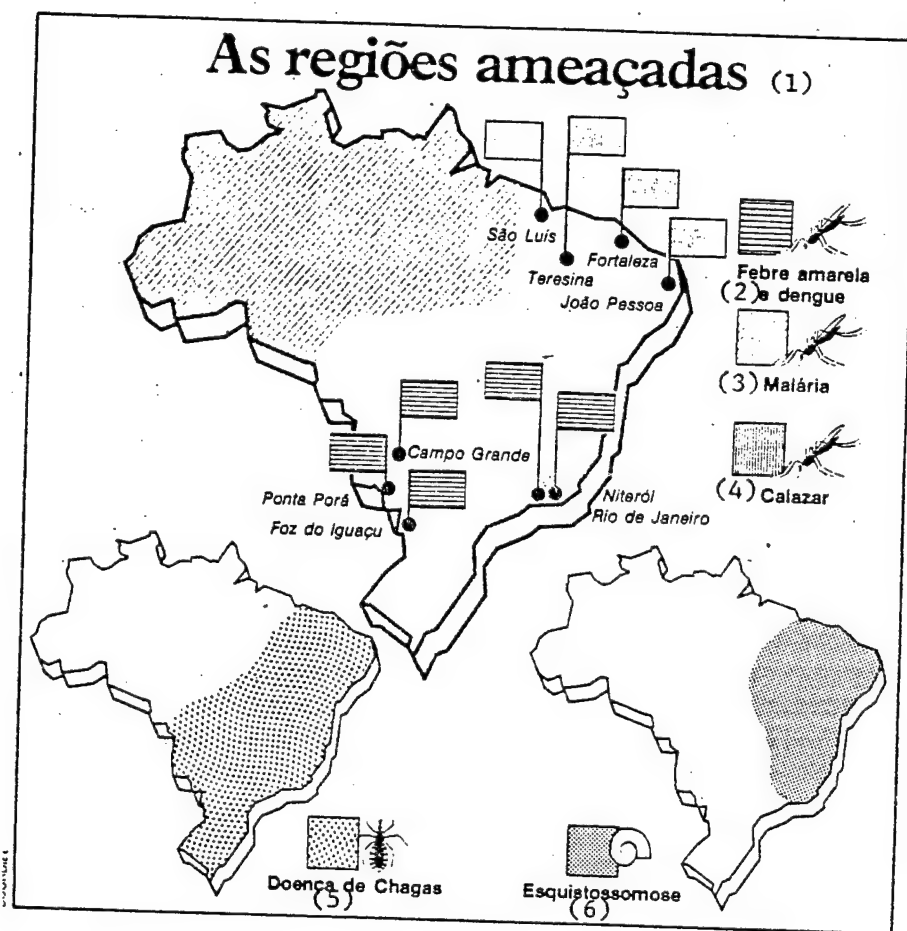 As regiões ameaçadas (1)
São Luís
Teresina
Fortaleza
João Pessoa
Febre amarela
(2) e dengue
(3) Malária
(4) Calazar
Campo Grande
Ponta Porá
Foz do Iguaçu
Niterói
Rio de Janeiro
Doença de Chagas
(5)
Esquistossomose
(6)